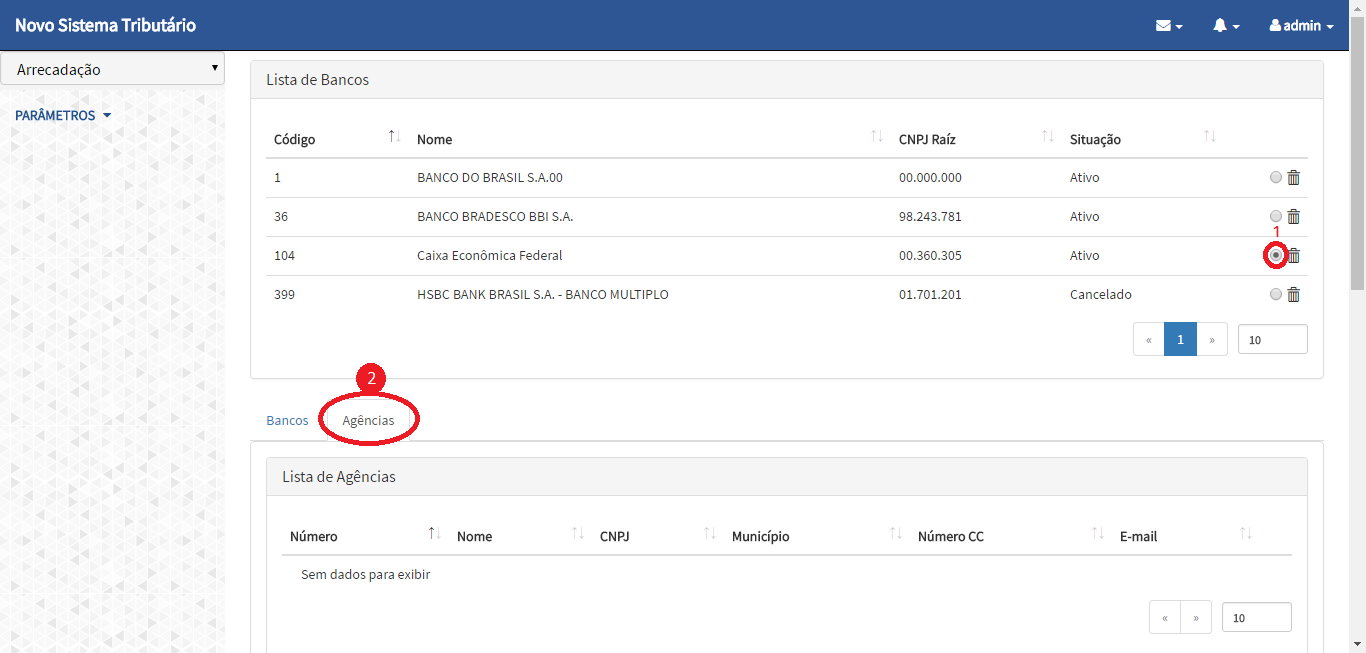 Novo Sistema Tributário
admin
Arrecadação
PARÂMETROS
Lista de Bancos
Código Nome CNPJ Raíz Situação
1 BANCO DO BRASIL S.A.00 00.000.000 Ativo
36 BANCO BRADESCO BBI S.A. 98.243.781 Ativo
1
104 Caixa Econômica Federal 00.360.305 Ativo
399 HSBC BANK BRASIL S.A. - BANCO MULTIPLO 01.701.201 Cancelado
« 1 » 10
2
Bancos Agências
Lista de Agências
Número Nome CNPJ Município Número CC E-mail
Sem dados para exibir
« » 10